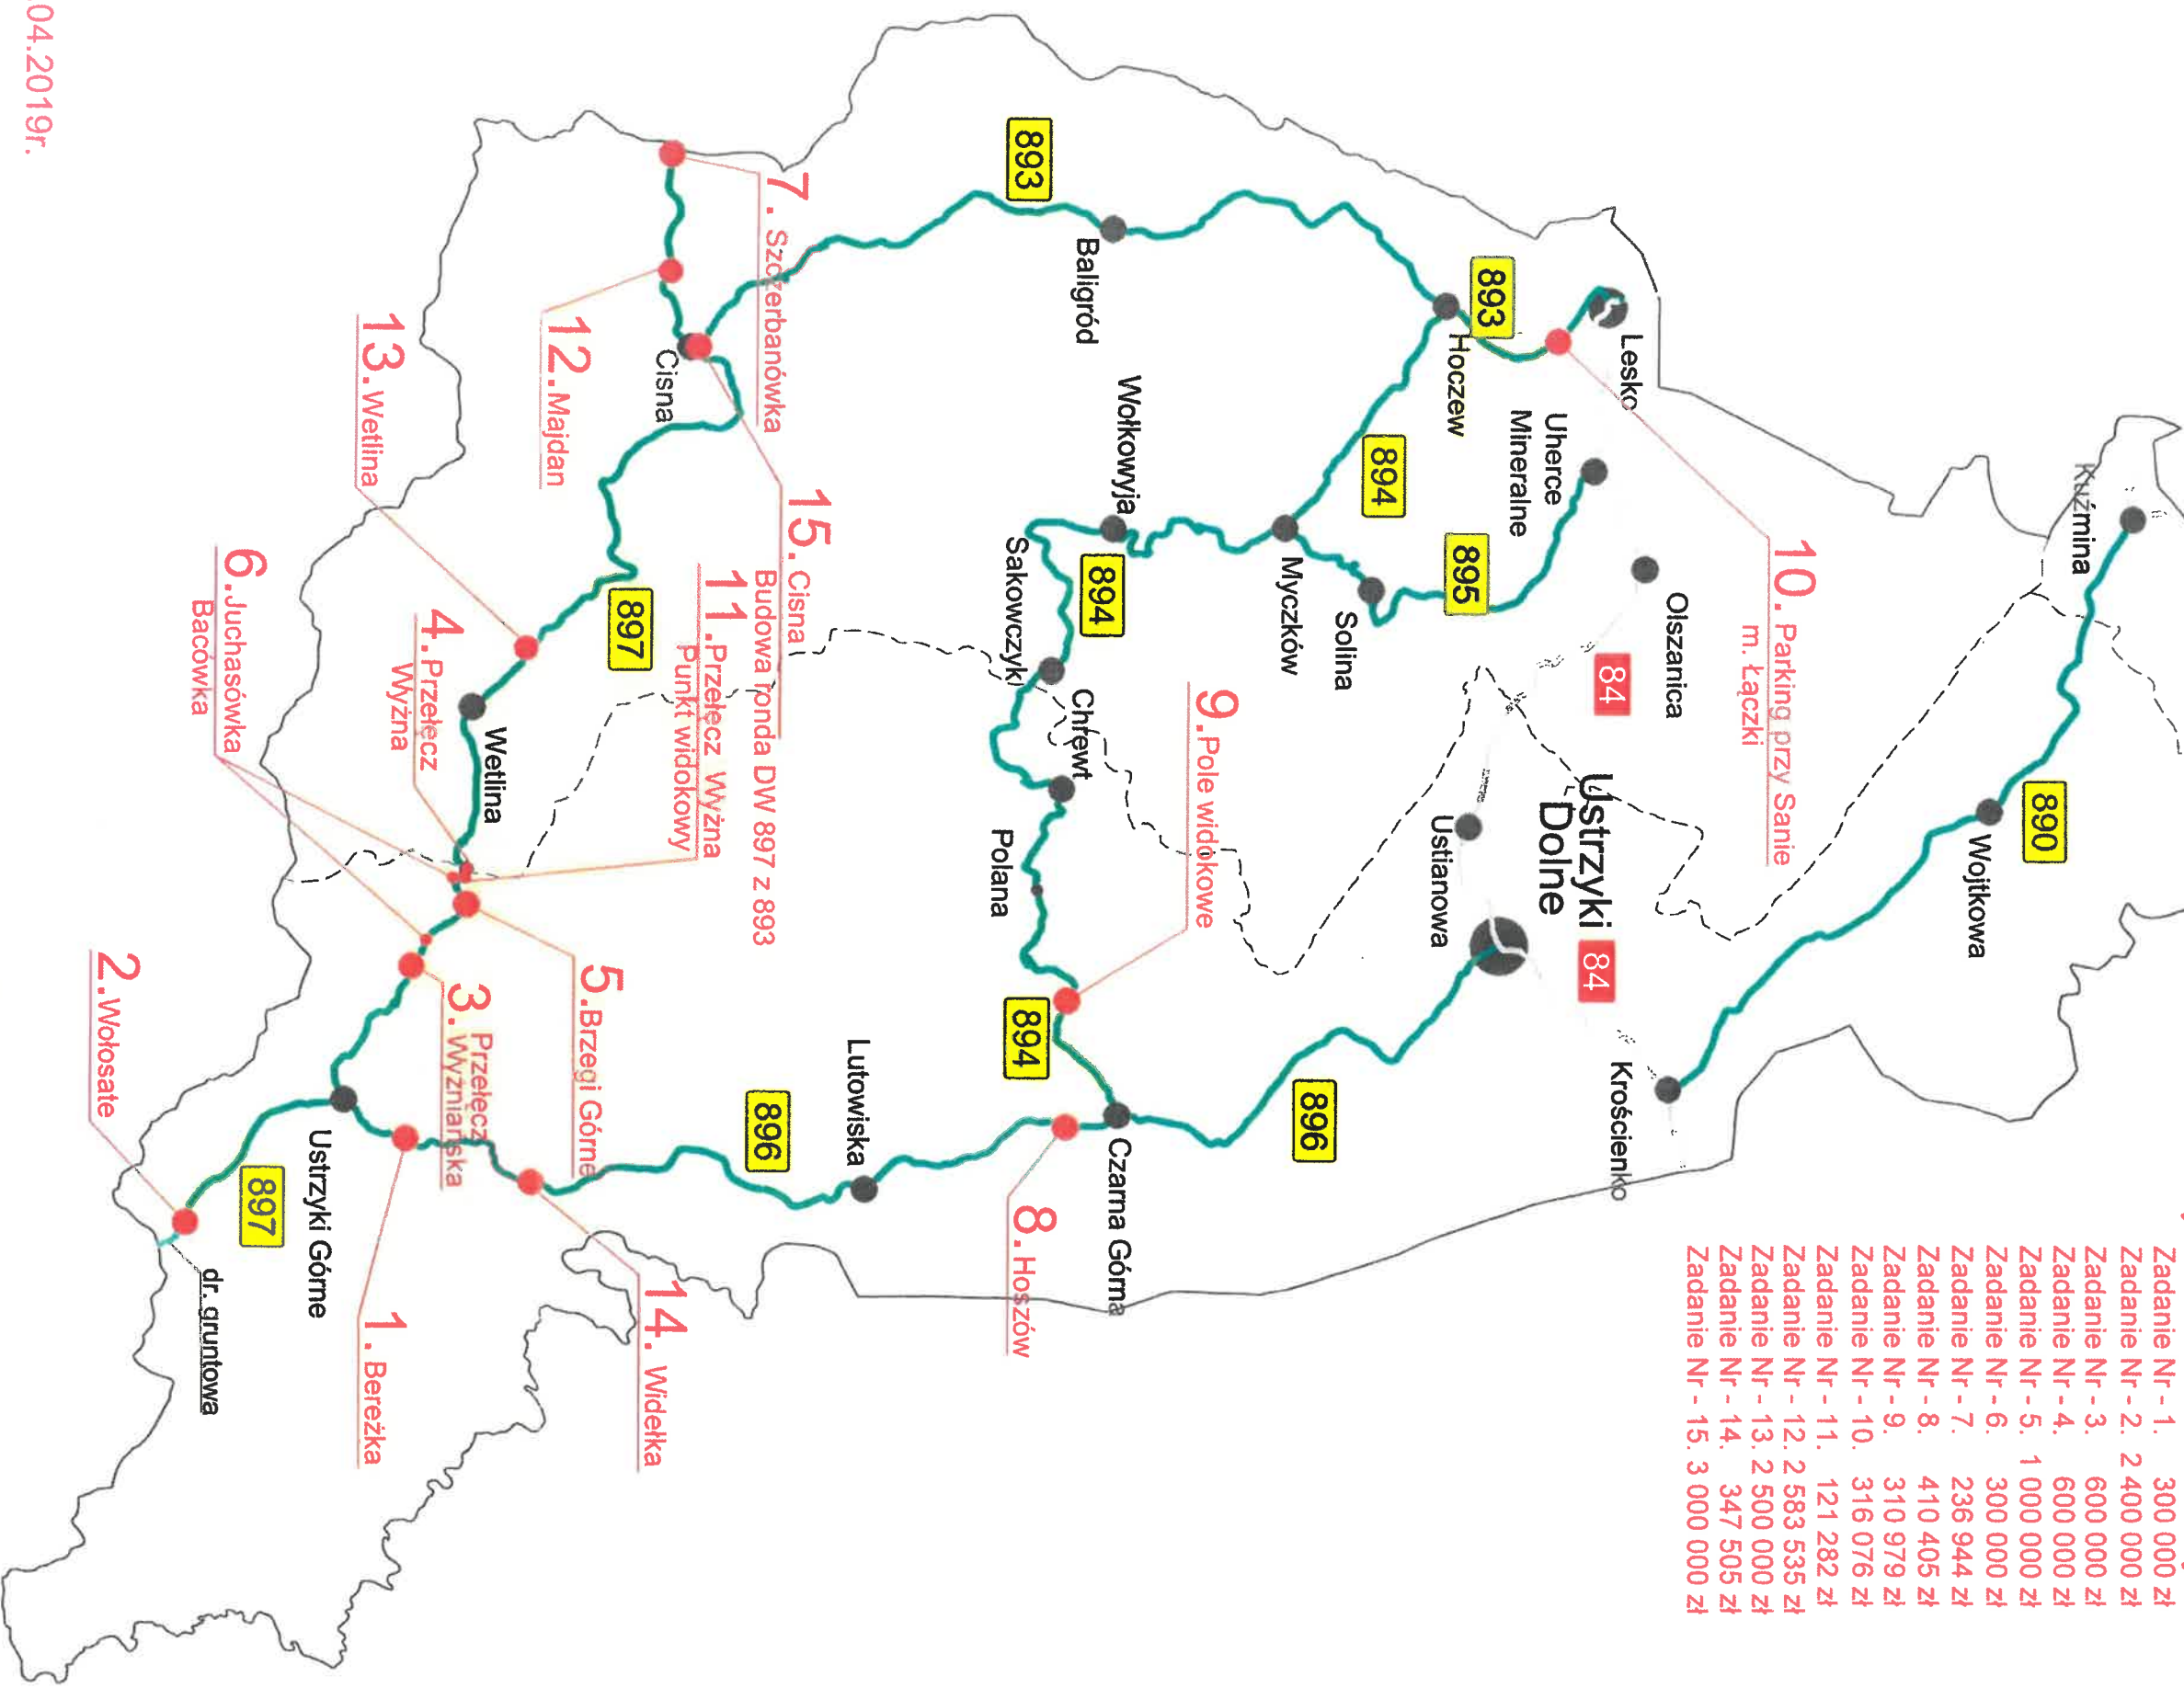 Zadanie Nr - 1. 300 000 zł
Zadanie Nr - 2. 2 400 000 zł
Zadanie Nr - 3. 600 000 zł
Zadanie Nr - 4. 600 000 zł
Zadanie Nr - 5. 1 000 000 zł
Zadanie Nr - 6. 300 000 zł
Zadanie Nr - 7. 236 944 zł
Zadanie Nr - 8. 410 405 zł
Zadanie Nr - 9. 310 979 zł
Zadanie Nr - 10. 316 076 zł
Zadanie Nr - 11. 121 282 zł
Zadanie Nr - 12. 2 583 535 zł
Zadanie Nr - 13. 2 500 000 zł
Zadanie Nr - 14. 347 505 zł
Zadanie Nr - 15. 3 000 000 zł
Kuźmina
890
Wojtkowa
10. Parking przy Sanie
m. Łączki
Olszanica
Lesko
84
Ustrzyki
Dolne
84
Krościenko
Uherce
Mineralne
893
Hoczew
895
Ustianowa
894
Solina
Myczków
896
9. Pole widokowe
Wołkowyja
Baligród
Czarna Górna
894
Chrewt
893
Sakowczyk
Polana
894
8. Hoszów
Lutowiska
15. Cisna
Budowa ronda DW 897 z 893
7. Szczerbanówka
896
11. Przełęcz Wyżna
Punkt widokowy
Cisna
14. Widełka
897
5. Brzegi Górne
12. Majdan
Wetlina
Przełęcz
3. Wyżniańska
4. Przełęcz
Wyżna
13. Wetlina
1. Bereżka
Ustrzyki Górne
897
6. Juchasówka
Bacówka
dr. gruntowa
2. Wołosate
04.2019r.